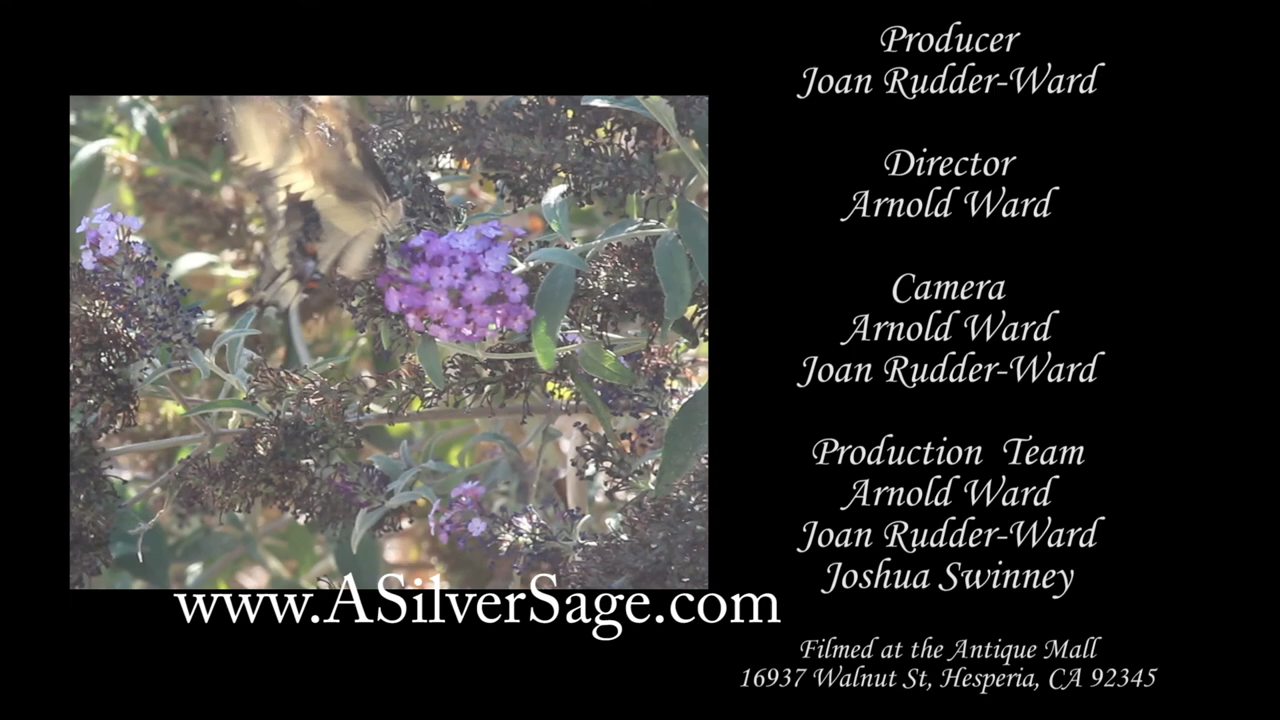 Producer
Joan Rudder-Ward
Director
Arnold Ward
Camera
Arnold Ward
Joan Rudder-Ward
Production Team
Arnold Ward
Joan Rudder-Ward
Joshua Swinney
www.ASilverSage.com
Filmed at the Antique Mall
16937 Walnut St, Hesperia, CA 92345